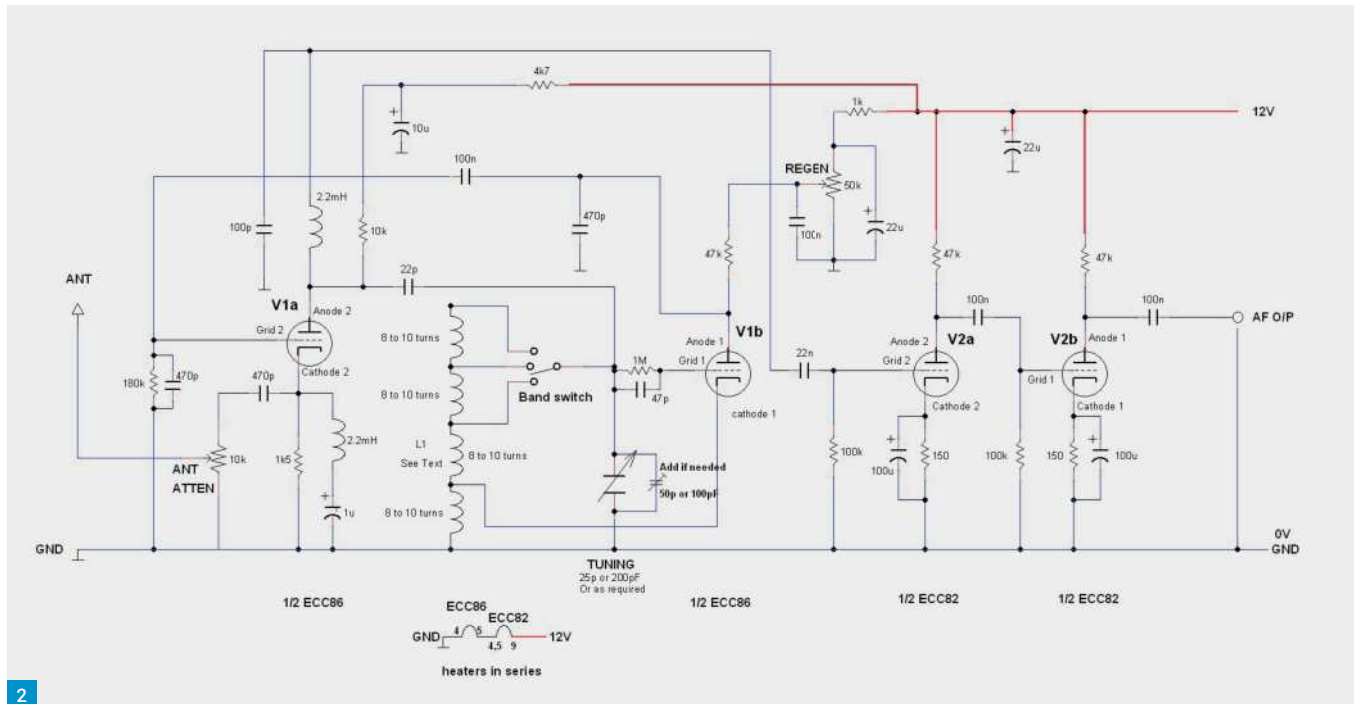 4k7
1k
12V
10u
22u
100n
REGEN
50k
2.2mH
100p
10k
470p
100n
22u
47k
47k
47k
ANT
22p
V1a
Anode 2
Grid 2
Cathode 2
8 to 10 turns
V1b
Anode 1
Grid 1
cathode 1
100n
V2a
Anode 2
Grid 2
Cathode 2
100n
V2b
Anode 1
Grid 1
Cathode 1
AF O/P
1M
47p
22n
Band switch
180k
470p
470p
8 to 10 turns
2.2mH
L1
See Text
8 to 10 turns
10k
ANT
ATTEN
1k5
1u
8 to 10 turns
Add if needed
50p or 100pF
100k
100u
150
100k
150
100u
GND
0V
GND
TUNING
25p or 200pF
Or as required
1/2 ECC86
1/2 ECC86
1/2 ECC82
1/2 ECC82
ECC86
ECC82
GND
4 5
4,5 9
12V
heaters in series
2